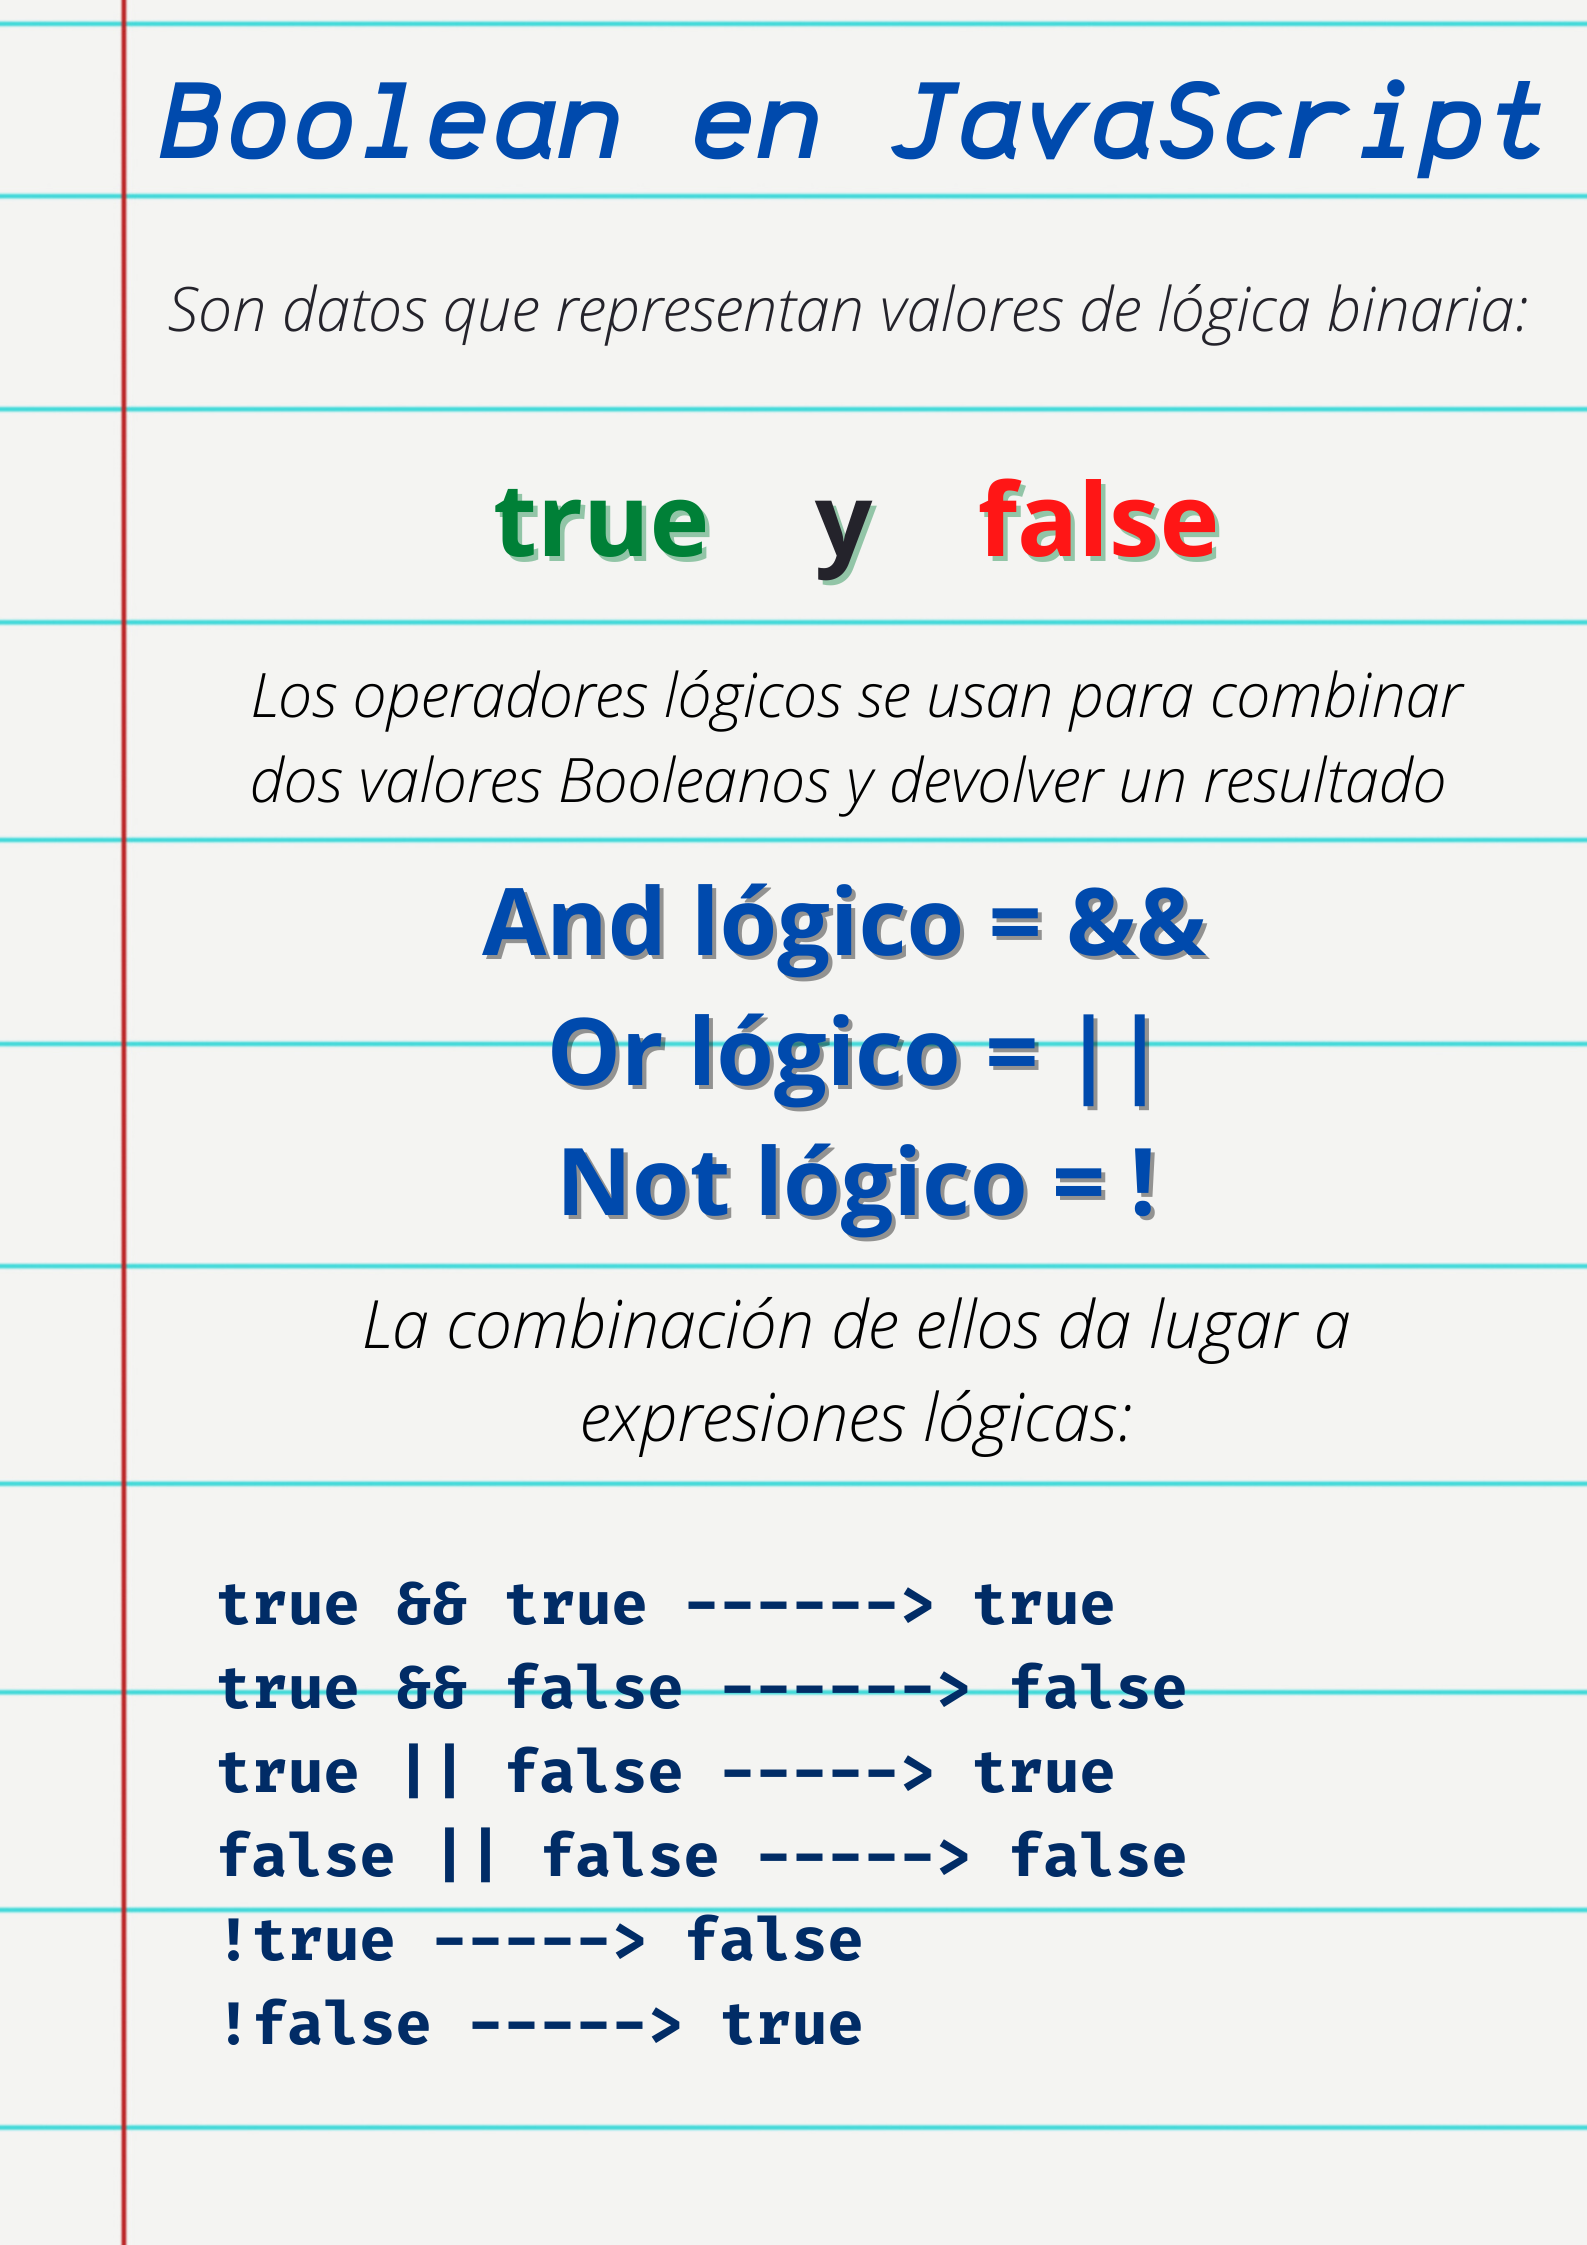 Boolean en JavaScript
Son datos que representan valores de lógica binaria:
true y false
Los operadores lógicos se usan para combinar
dos valores Booleanos y devolver un resultado
And lógico = &&
Or lógico = ||
Not lógico = !
La combinación de ellos da lugar a
expresiones lógicas:
true && true ------> true
true && false ------> false
true || false -----> true
false || false -----> false
!true -----> false
!false -----> true